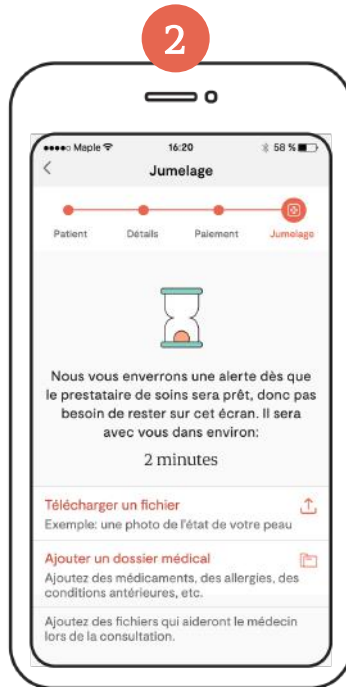 2
Maple 16:20 58 %
Jumelage
Patient Détails Paiement Jumelage
Nous vous enverrons une alerte dès que
le prestataire de soins sera prêt, donc pas
besoin de rester sur cet écran. Il sera
avec vous dans environ:
2 minutes
Télécharger un fichier
Exemple: une photo de l'état de votre peau
Ajouter un dossier médical
Ajoutez des médicaments, des allergies, des
conditions antérieures, etc.
Ajoutez des fichiers qui aideront le médecin
lors de la consultation.